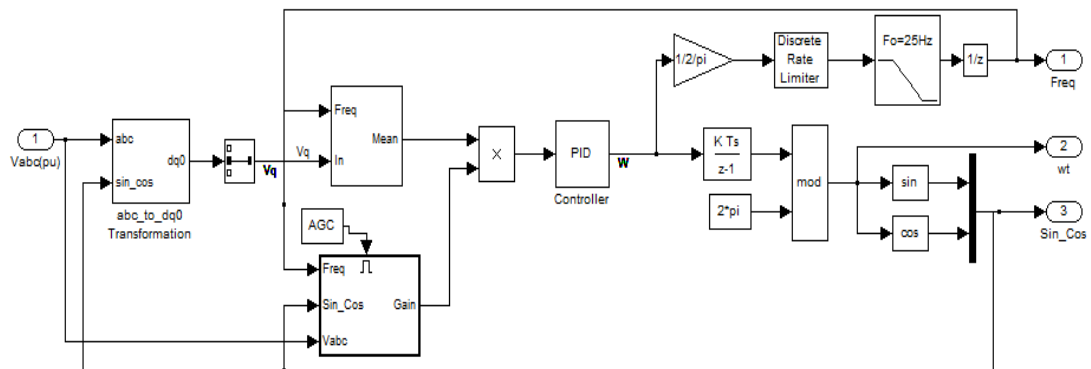 1
Vabc(pu)
abc
sin_cos
dq0
abc_to_dq0
Transformation
Vq
Vq
Freq
In
Mean
AGC
Freq
Sin_Cos
Vabc
Gain
X
PID
Controller
W
1/2/pi
Discrete
Rate
Limiter
Fo=25Hz
1/z
1
Freq
K Ts
z-1
2*pi
mod
sin
cos
2
wt
3
Sin_Cos